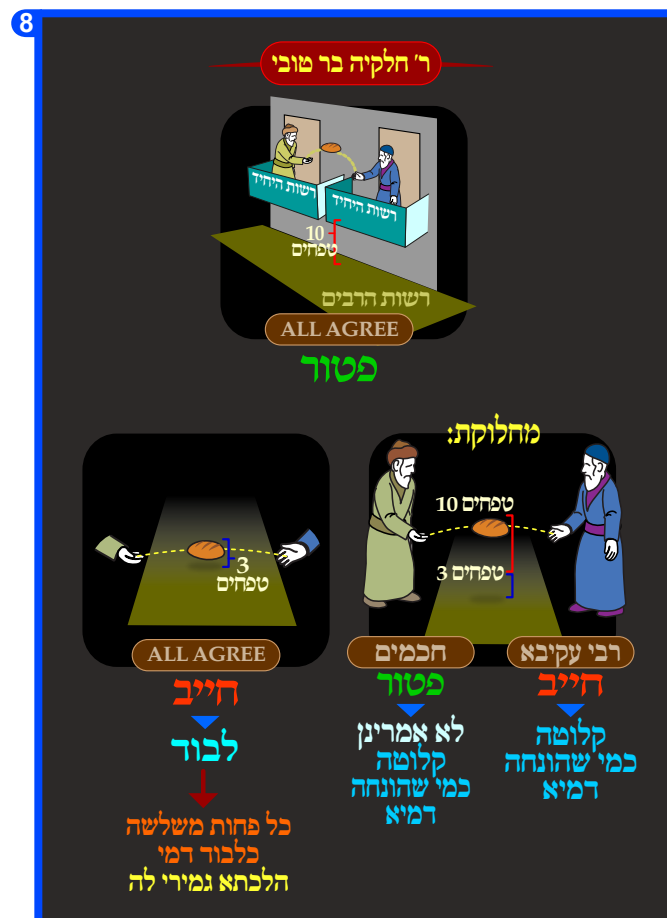 8
ר' חלקיה בר טובי
רשות היחיד
רשות היחיד
10
טפחים
רשות הרבים
ALL AGREE
פטור
מחלוקת:
10 טפחים
3 טפחים
רבי עקיבא
חייב
קלוטה
כמי שהונחה
דמיא
חכמים
פטור
לא אמרינן
קלוטה
כמי שהונחה
דמיא
3
טפחים
ALL AGREE
חייב
לבוד
כל פחות משלשה
כלבוד דמי
הלכתא גמירי לה